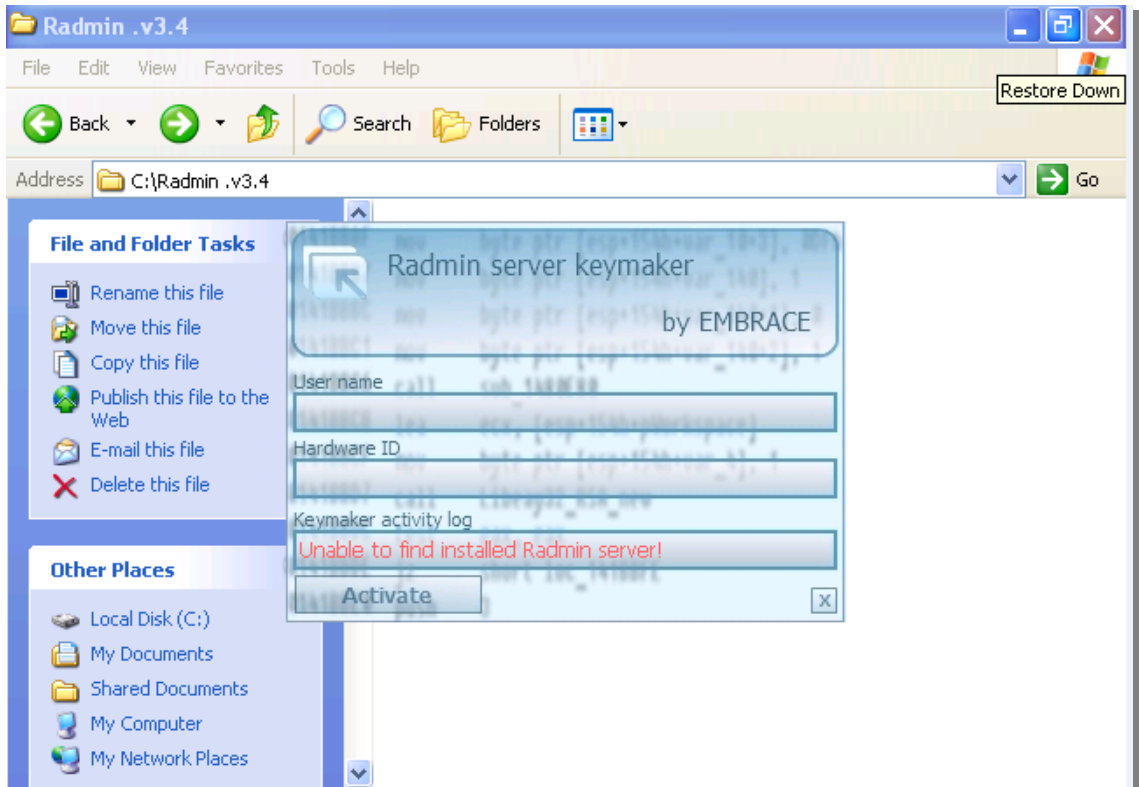 Radmin .v3.4
File Edit View Favorites Tools Help
Restore Down
Back Search Folders
Address C:\Radmin .v3.4 Go
File and Folder Tasks
Rename this file
Move this file
Copy this file
Publish this file to the
Web
E-mail this file
Delete this file
Other Places
Local Disk (C:)
My Documents
Shared Documents
My Computer
My Network Places
Radmin server keymaker
by EMBRACE
User name
Hardware ID
Keymaker activity log
Unable to find installed Radmin server!
Activate
X